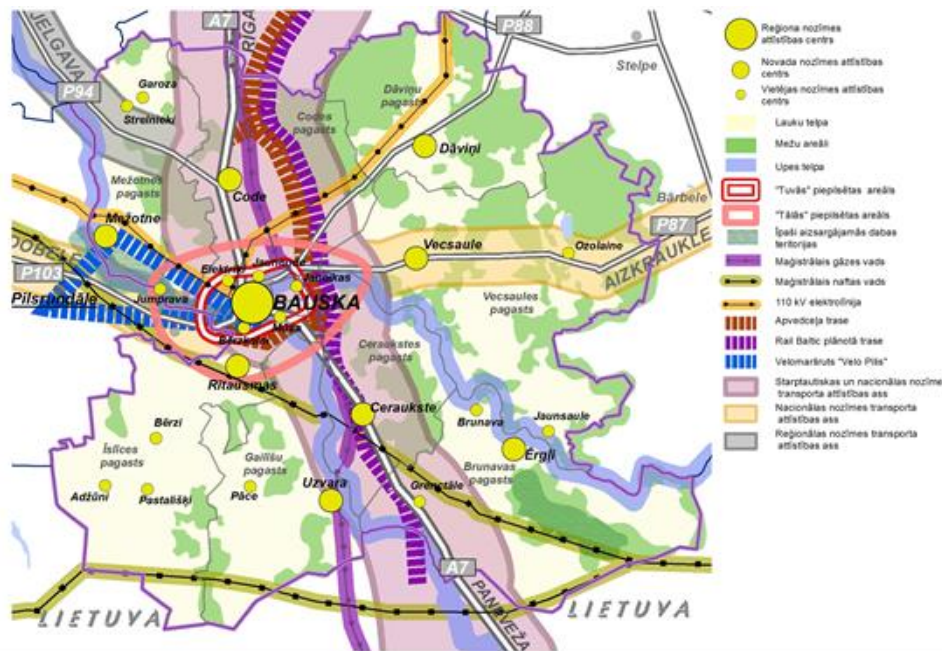 A7
P88
JELGAVA
RIGA
Stelpe
P94
Garoza
Dāviņu
pagasts
Codes
pagasts
Dāviņi
Mežotnes
pagasts
Code
Bārbele
Mežotne
P87
DOBELE
Vecsaule
Ozolaine
AIZKRAUKLE
P103
Pilsrundāle
Jumprava
BAUSKA
Vecsaules
pagasts
Ceraukstes
pagasts
Rītausmas
Ceraukste
Brunava
Jaunsaule
Bērzi
Īslīces
pagasts
Gailīšu
pagasts
Ērgļi
Brunavas
pagasts
Adžūni
Pastališķi
Pāce
Uzvara
Grenctāle
A7
PANEVĒŽA
LIETUVA
LIETUVA
Reģiona nozīmes
attīstības centrs
Novada nozīmes attīstības
centrs
Vietējas nozīmes attīstības
centrs
Lauku telpa
Mežu areāli
Upes telpa
"Tuvās" piepilsētas areāls
"Tālās" piepilsētas areāls
Īpaši aizsargājamās dabas
teritorijas
Maģistrālais gāzes vads
Maģistrālais naftas vads
110 kV elektrolīnija
Apvedceļa trase
Rail Baltic plānotā trase
Velomaršruts "Velo Pilis"
Starptautiskas un nacionālas nozīmes
transporta attīstības ass
Nacionālas nozīmes transporta
attīstības ass
Reģionālas nozīmes transporta
attīstības ass